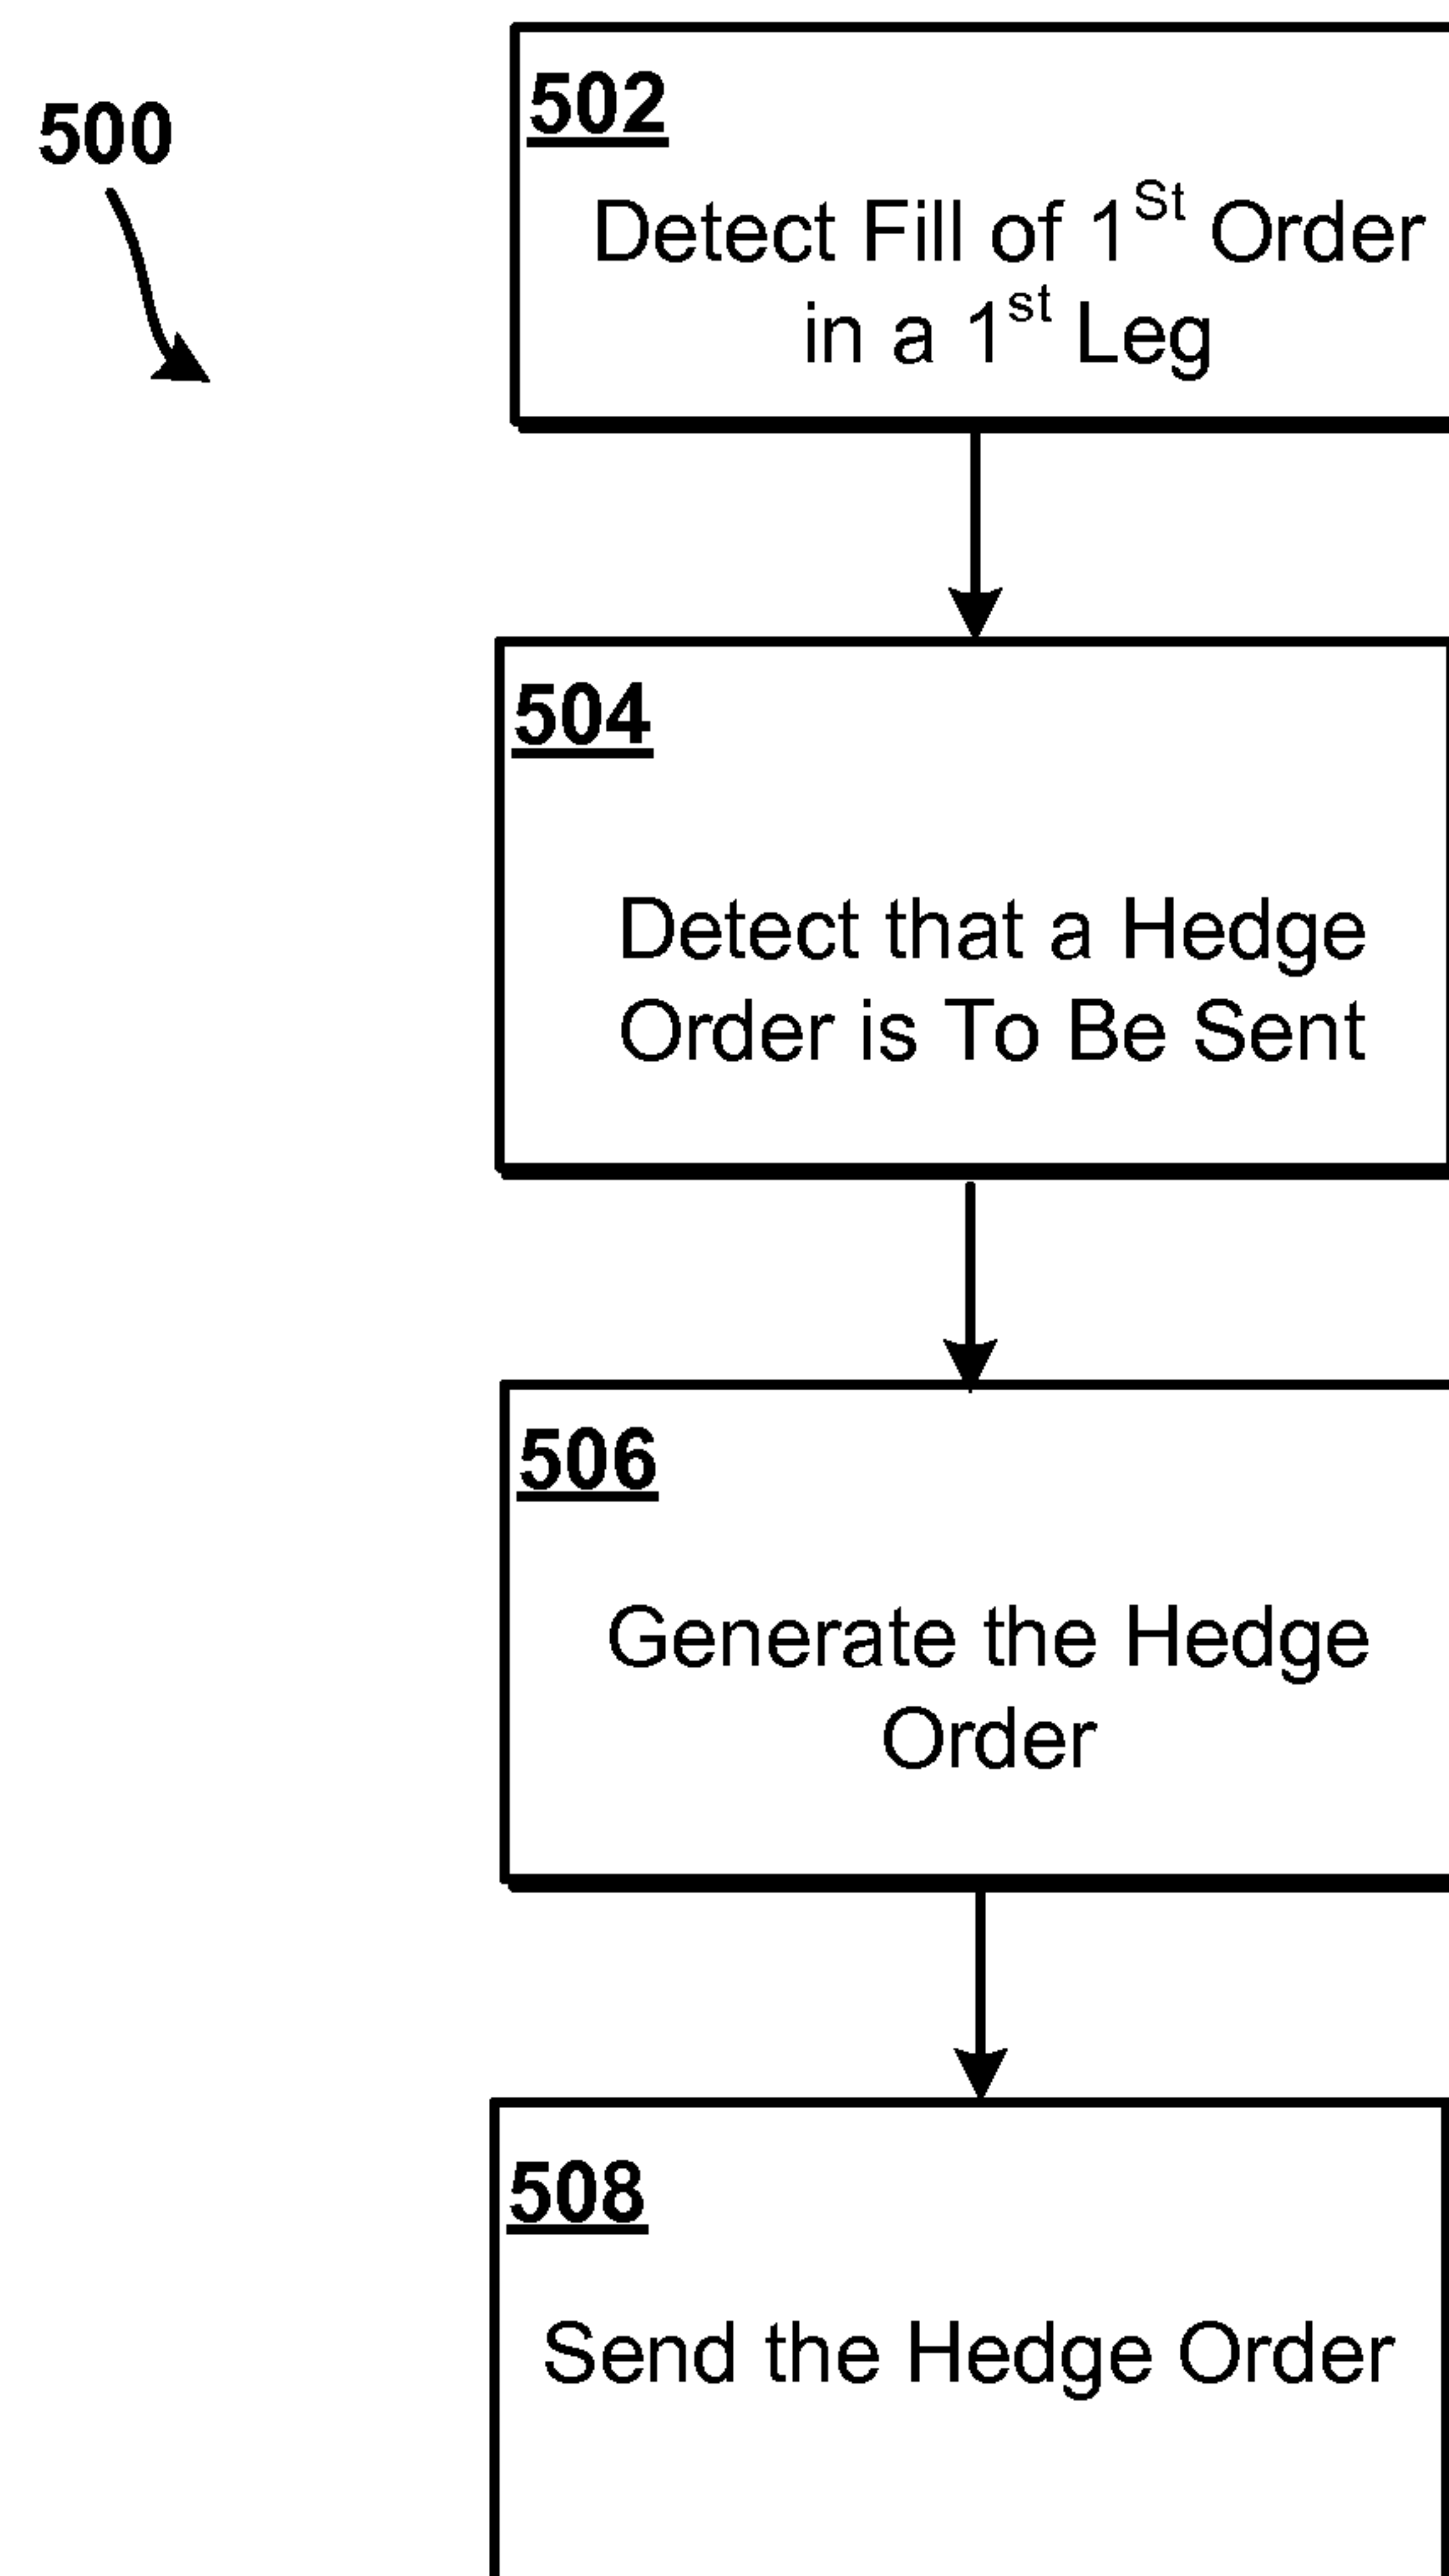 500
502
Detect Fill of 1St Order
in a 1st Leg
504
Detect that a Hedge
Order is To Be Sent
506
Generate the Hedge
Order
508
Send the Hedge Order